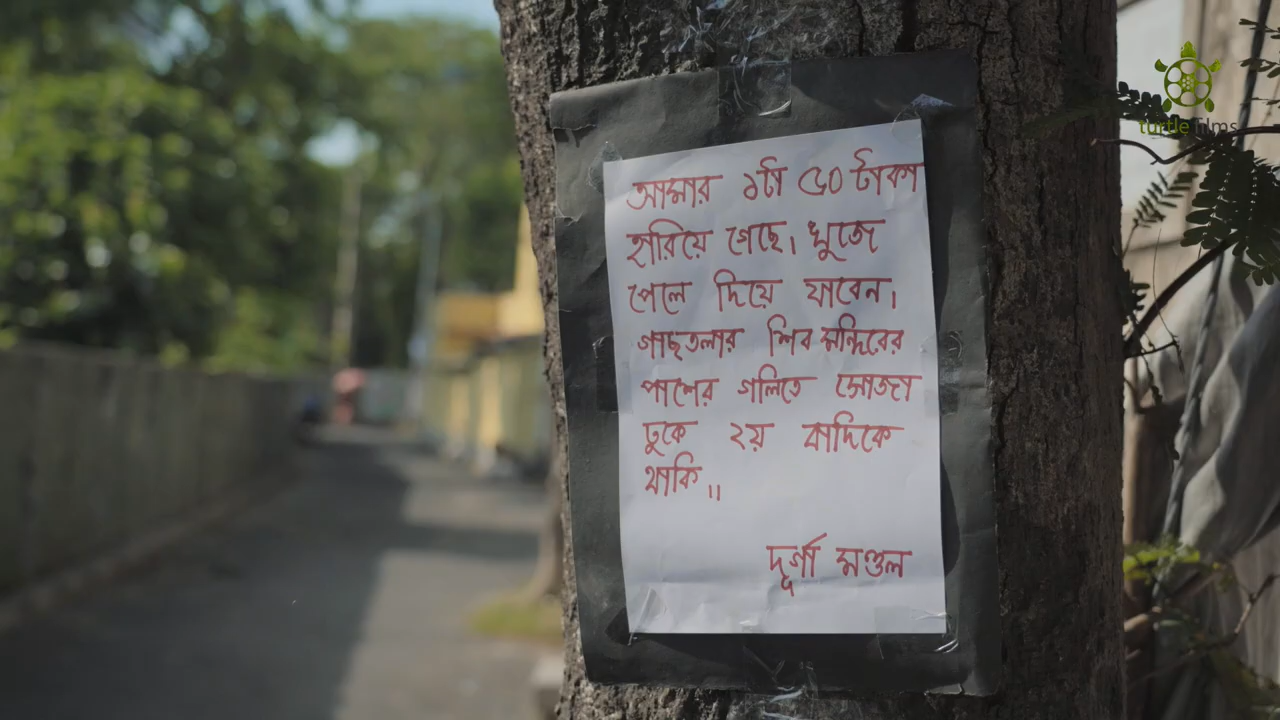 আমার ১টা ৫০ টাকা
হারিয়ে গেছে। খুজে
পেলে দিয়ে যাবেন।
গাছতলার শিব মন্দিরের
পাশের গলিতে সোজা
ঢুকে ২য় বাদিকে
থাকি।।
দূর্গা মণ্ডল
turtle films